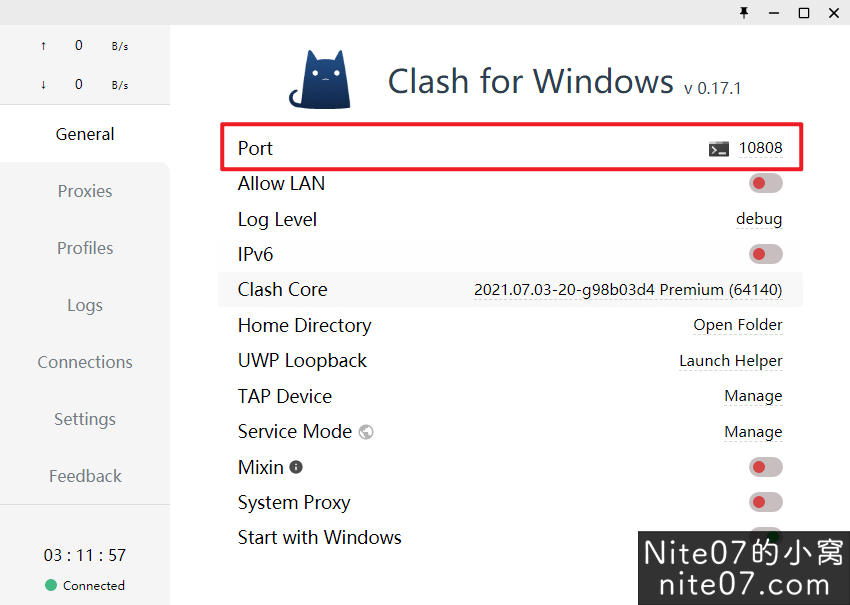 ↑ 0 B/s
↓ 0 B/s
General
Proxies
Profiles
Logs
Connections
Settings
Feedback
03 : 11 : 57
Connected
Clash for Windows v 0.17.1
Port 10808
Allow LAN
Log Level debug
IPv6
Clash Core 2021.07.03-20-g98b03d4 Premium (64140)
Home Directory Open Folder
UWP Loopback Launch Helper
TAP Device Manage
Service Mode Manage
Mixin
System Proxy
Start with Windows
Nite07的小窝
nite07.com